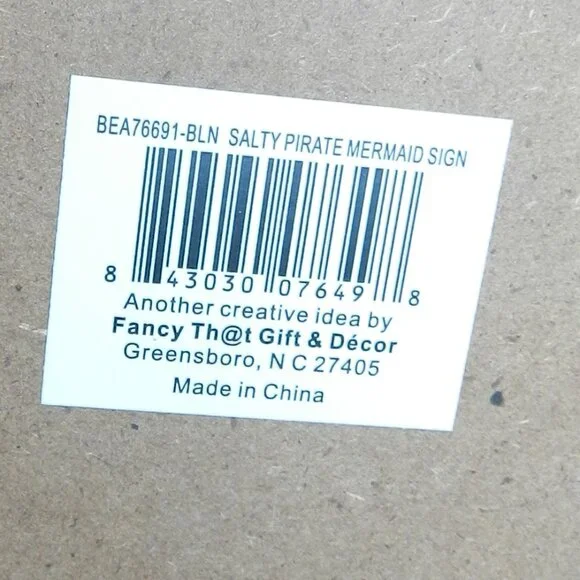 BEA76691-BLN SALTY PIRATE MERMAID SIGN
8 43030 07649 8
Another creative idea by
Fancy Th@t Gift & Décor
Greensboro, N C 27405
Made in China